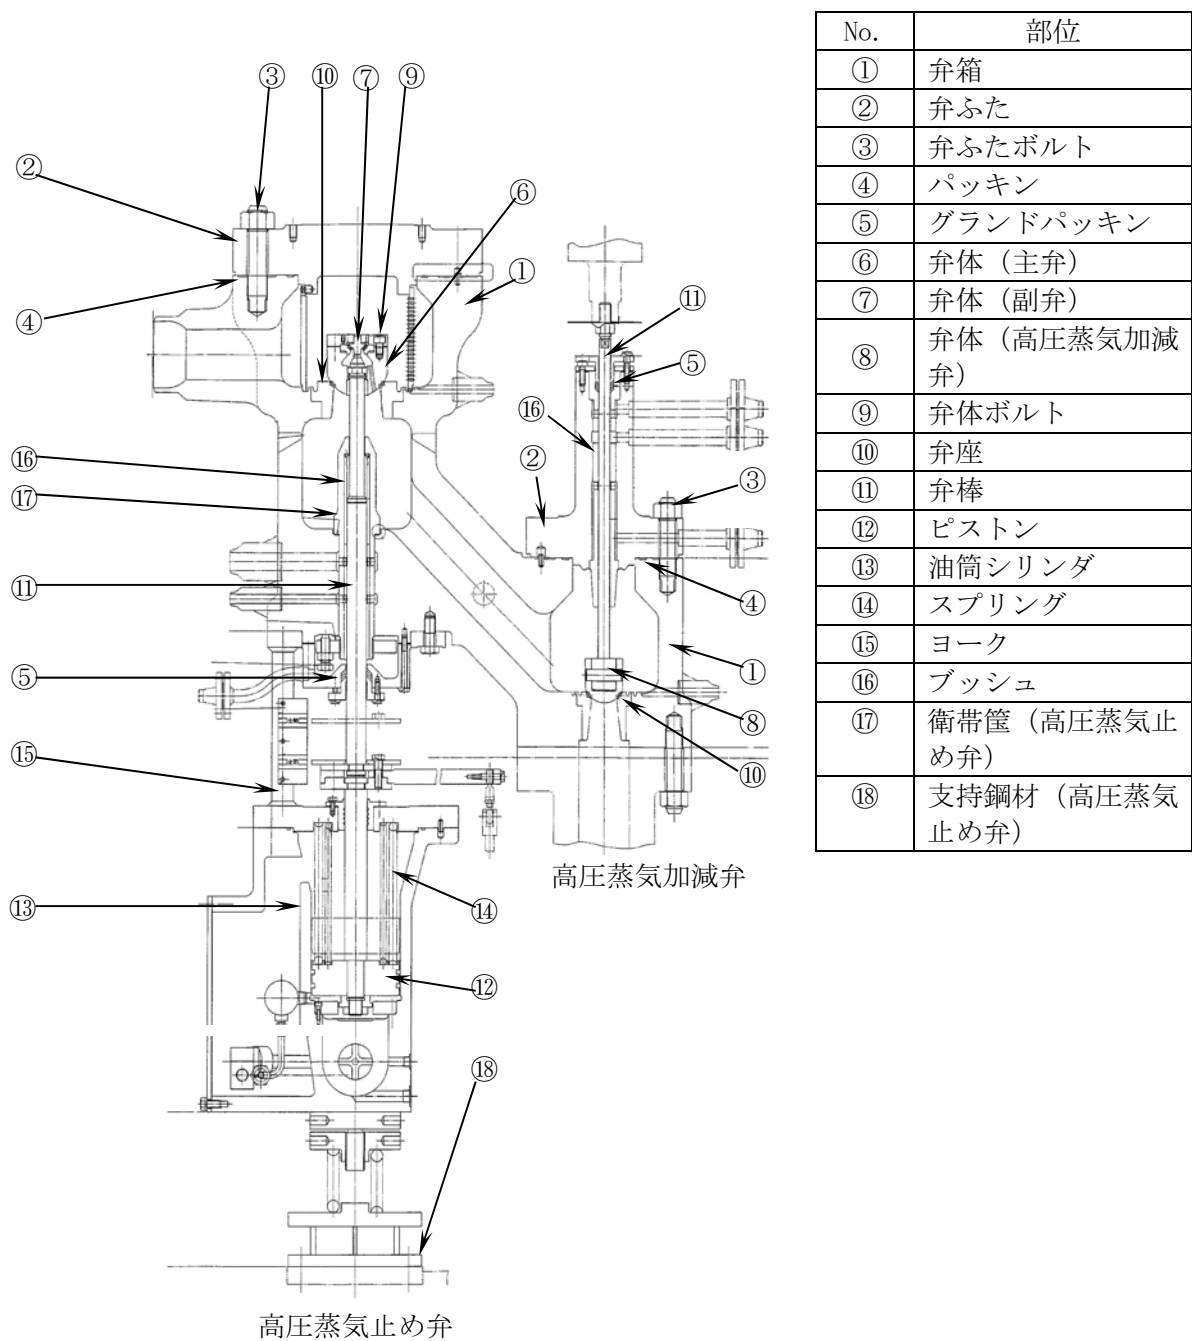 ③
⑩
⑦
⑨
②
⑥
①
④
⑪
⑤
⑯
②
③
⑯
⑰
⑪
④
①
⑤
⑧
⑮
⑩
高圧蒸気加減弁
⑬
⑭
⑫
⑱
高圧蒸気止め弁
No. 部位
① 弁箱
② 弁ふた
③ 弁ふたボルト
④ パッキン
⑤ グランドパッキン
⑥ 弁体（主弁）
⑦ 弁体（副弁）
⑧ 弁体（高圧蒸気加減
弁）
⑨ 弁体ボルト
⑩ 弁座
⑪ 弁棒
⑫ ピストン
⑬ 油筒シリンダ
⑭ スプリング
⑮ ヨーク
⑯ ブッシュ
⑰ 衛帯筐（高圧蒸気止
め弁）
⑱ 支持鋼材（高圧蒸気
止め弁）